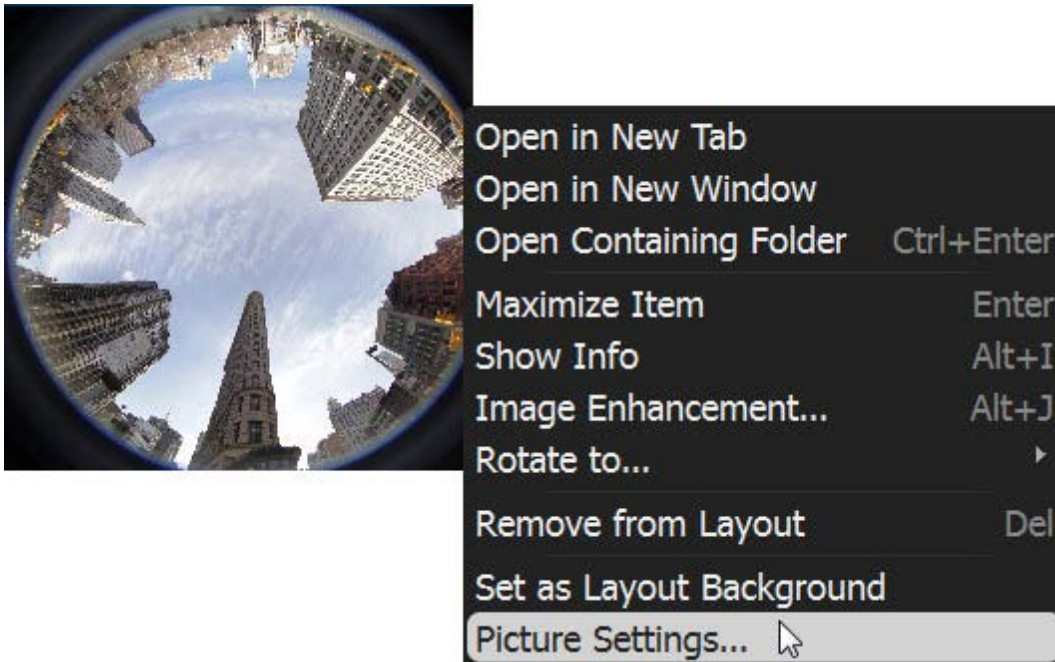 Open in New Tab
Open in New Window
Open Containing Folder Ctrl+Enter
Maximize Item Enter
Show Info Alt+I
Image Enhancement... Alt+J
Rotate to...
Remove from Layout Del
Set as Layout Background
Picture Settings...